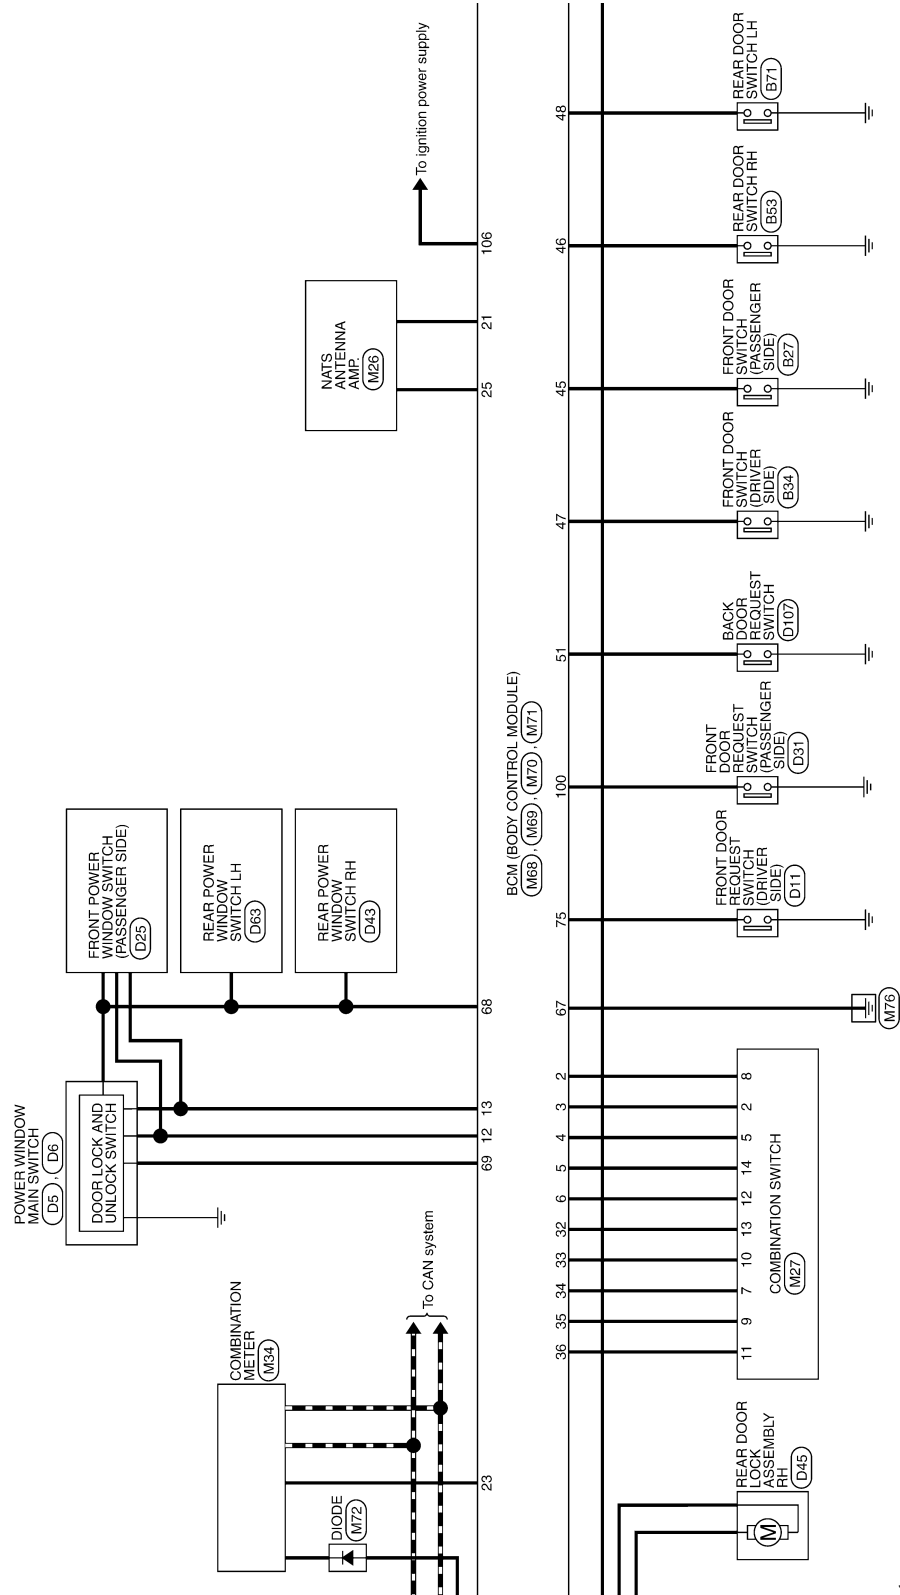 To ignition power supply
106
21
25
NATS
ANTENNA
AMP.
M26
48
REAR DOOR
SWITCH LH
B71
46
REAR DOOR
SWITCH RH
B53
45
FRONT DOOR
SWITCH
(PASSENGER
SIDE)
B27
47
FRONT DOOR
SWITCH
(DRIVER
SIDE)
B34
51
BACK
DOOR
REQUEST
SWITCH
D107
100
FRONT
DOOR
REQUEST
SWITCH
(PASSENGER
SIDE)
D31
75
FRONT DOOR
REQUEST
SWITCH
(DRIVER
SIDE)
D11
BCM (BODY CONTROL MODULE)
M68 , M69 , M70 , M71
FRONT POWER
WINDOW SWITCH
(PASSENGER SIDE)
D25
REAR POWER
WINDOW
SWITCH LH
D63
REAR POWER
WINDOW
SWITCH RH
D43
68
67
M76
POWER WINDOW
MAIN SWITCH
D5 , D6
DOOR LOCK AND
UNLOCK SWITCH
13
12
69
2
3
4
5
6
32
33
34
35
36
8
2
5
14
12
13
10
7
9
11
COMBINATION SWITCH
M27
To CAN system
COMBINATION
METER
M34
23
DIODE
M72
REAR DOOR
LOCK
ASSEMBLY
RH
D45
M